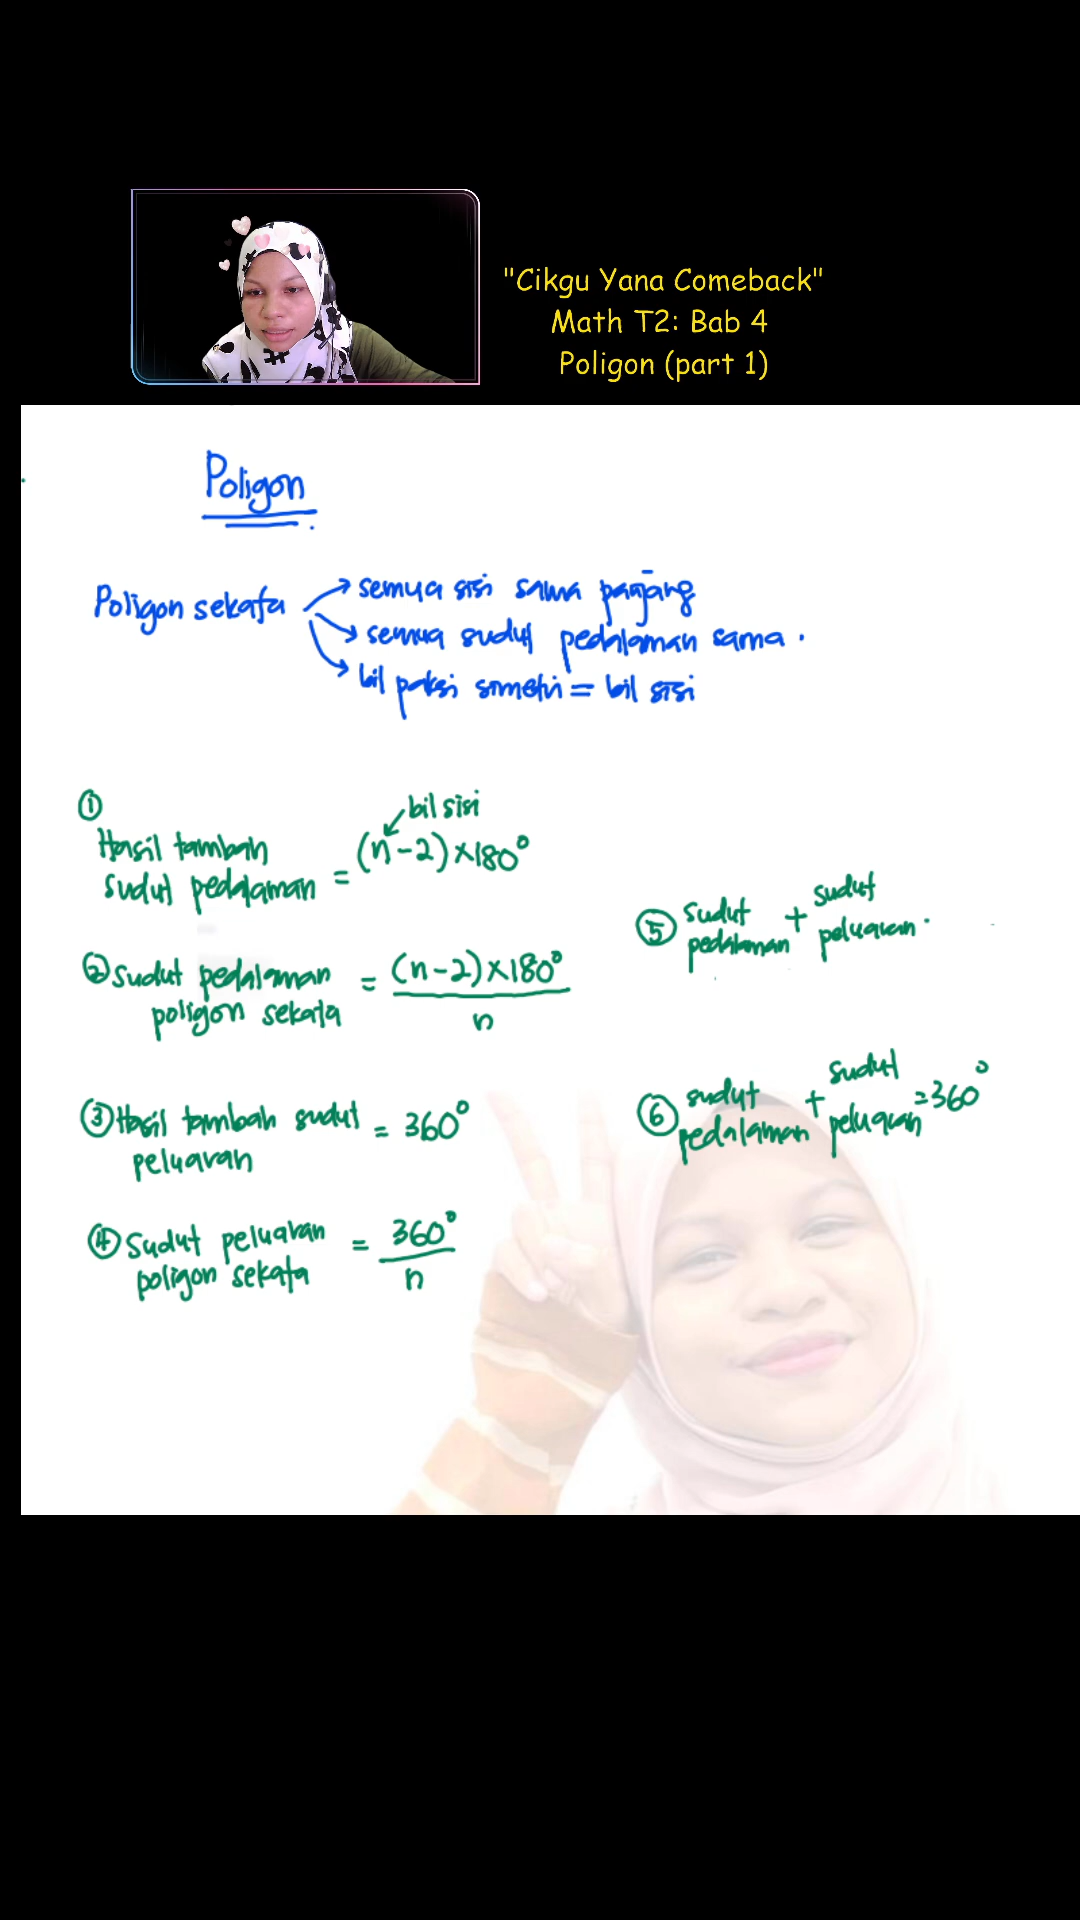 "Cikgu Yana Comeback"
Math T2: Bab 4
Poligon (part 1)
Poligon
Poligon sekata → semua sisi sama panjang
→ semua sudut pedalaman sama.
→ bil paksi simetri = bil sisi
①
bil sisi
Hasil tambah
sudut pedalaman = (n-2)×180°
② Sudut pedalaman
poligon sekata = (n-2)×180°
n
③ Hasil tambah sudut
peluaran = 360°
④ Sudut peluaran
poligon sekata = 360°
n
⑤ sudut
pedalaman + sudut
peluaran.
⑥ sudut
pedalaman + sudut
peluaran = 360°